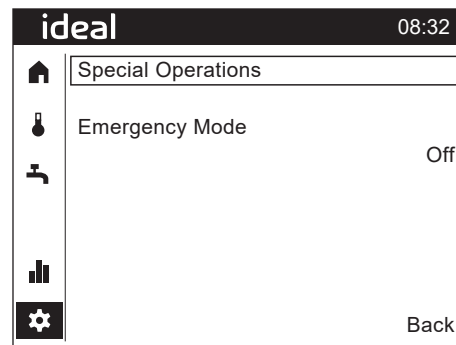 ideal
08:32
Special Operations
Emergency Mode
Off
Back